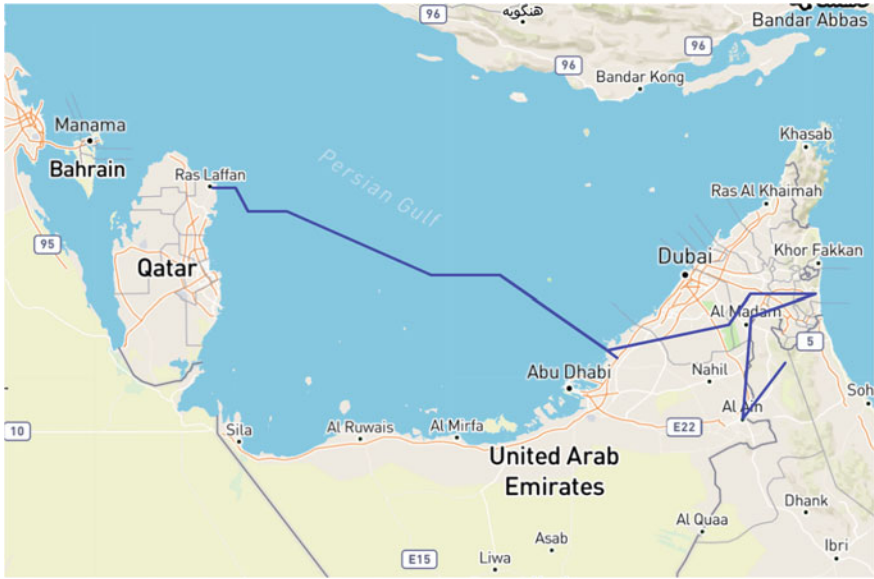 96
هنگویه
Bandar Abbas
96
96
Bandar Kong
Manama
Bahrain
Khasab
Ras Laffan
Persian Gulf
Ras Al Khaimah
95
Qatar
Dubai
Khor Fakkan
Al Madam
5
Abu Dhabi
Nahil
Al Ain
Soh
10
Sila
Al Ruwais
Al Mirfa
E22
United Arab
Emirates
Dhank
Al Quaa
Asab
Ibri
E15
Liwa